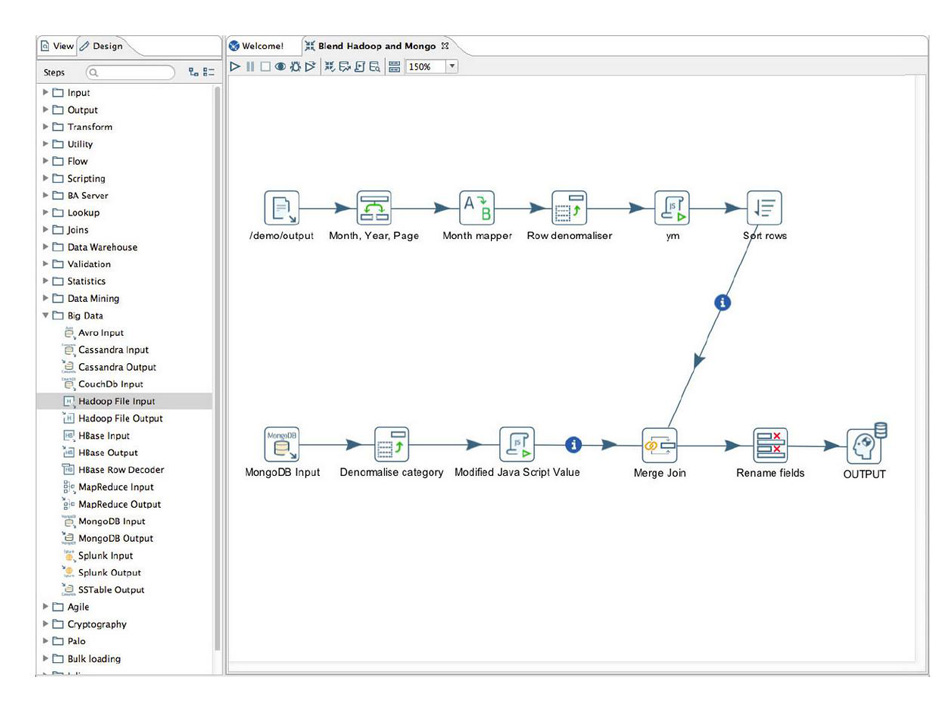 View Design
Welcome! Blend Hadoop and Mongo
Steps
150%
Input
Output
Transform
Utility
Flow
Scripting
BA Server
Lookup
Joins
Data Warehouse
Validation
Statistics
Data Mining
Big Data
Avro Input
Cassandra Input
Cassandra Output
CouchDb Input
Hadoop File Input
Hadoop File Output
HBase Input
HBase Output
HBase Row Decoder
MapReduce Input
MapReduce Output
MongoDB Input
MongoDB Output
Splunk Input
Splunk Output
SSTable Output
Agile
Cryptography
Palo
Bulk loading
A B
JS
/demo/output Month, Year, Page Month mapper Row denormaliser ym Sort rows
i
MongoDB
JS
i
MongoDB Input Denormalise category Modified Java Script Value Merge Join Rename fields OUTPUT